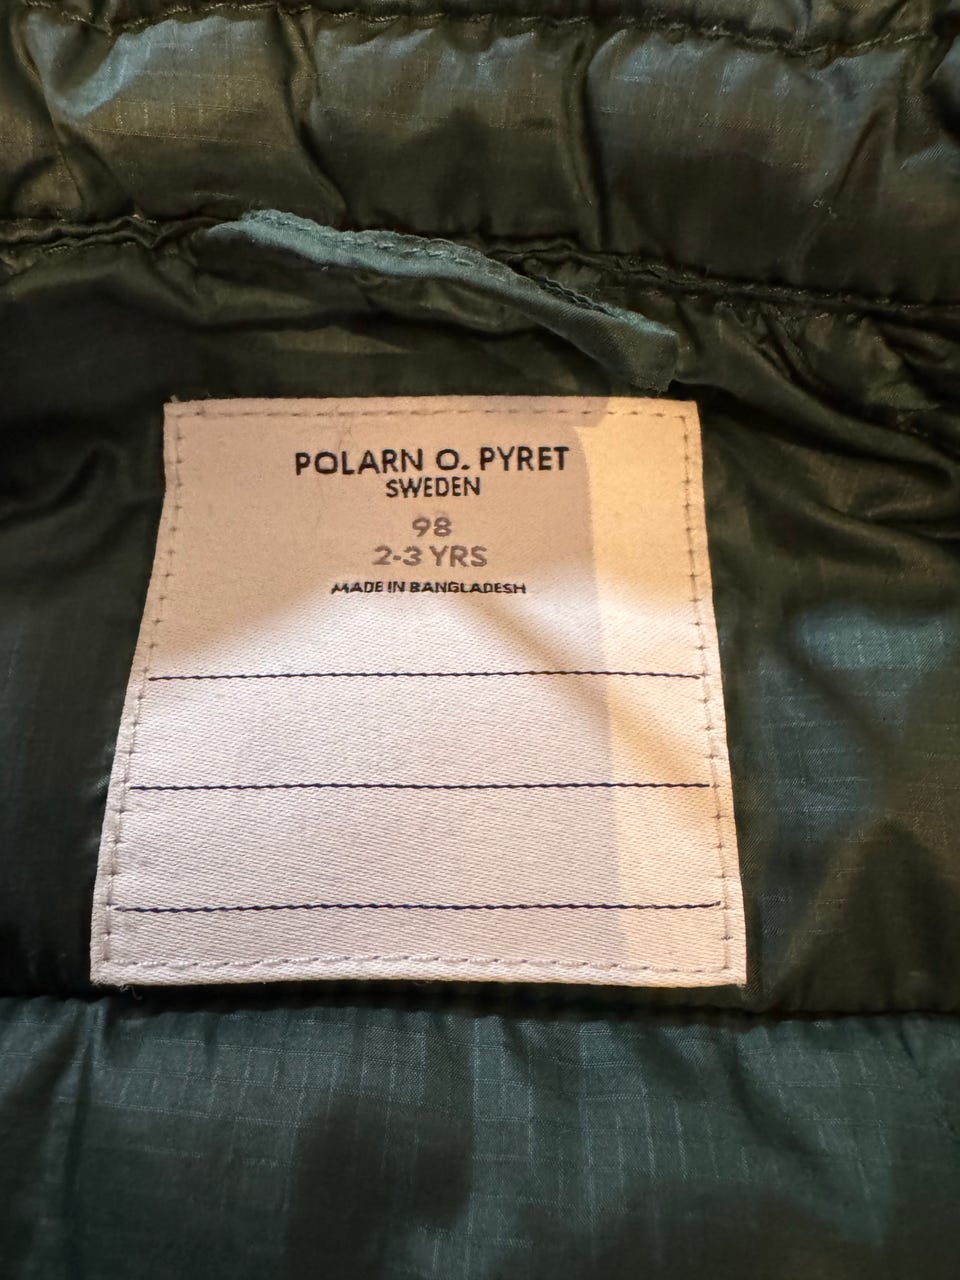 POLARN O. PYRET
SWEDEN
98
2-3 YRS
MADE IN BANGLADESH